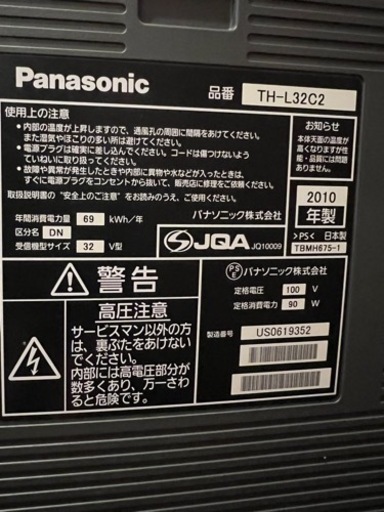 Panasonic
品番 TH-L32C2
使用上の注意
• 内部の温度が上昇しますので、通風孔の周囲に間隔をあけてください。
また湿気やほこりの多い所は避けてください。
• 電源プラグは確実に差し込んでください。コードは傷つけないよう
ていねいに取り扱ってください。
• 故障や異常が発生したときや内部に異物や水などが入ったときは、
すぐに電源プラグをコンセントから抜いて、販売店に修理を依頼してください。
取扱説明書の「安全上のご注意」もお読みください。
お知らせ
本体天面の温度が
高くなりますが性
能・品質には問題
ありません。
年間消費電力量 69 kWh/年
区分名 DN
受信機型サイズ 32 V型
パナソニック株式会社
JQA JQ10009
2010
年製
>PS< 日本製
TBMH675-1
警告
高圧注意
サービスマン以外の方
は、裏ぶたをあけないで
ください。
内部には高電圧部分が
数多くあり、万一さわる
と危険です。
PS
E
パナソニック株式会社
定格電圧 100 V
定格消費電力 90 W
製造番号 US0619352